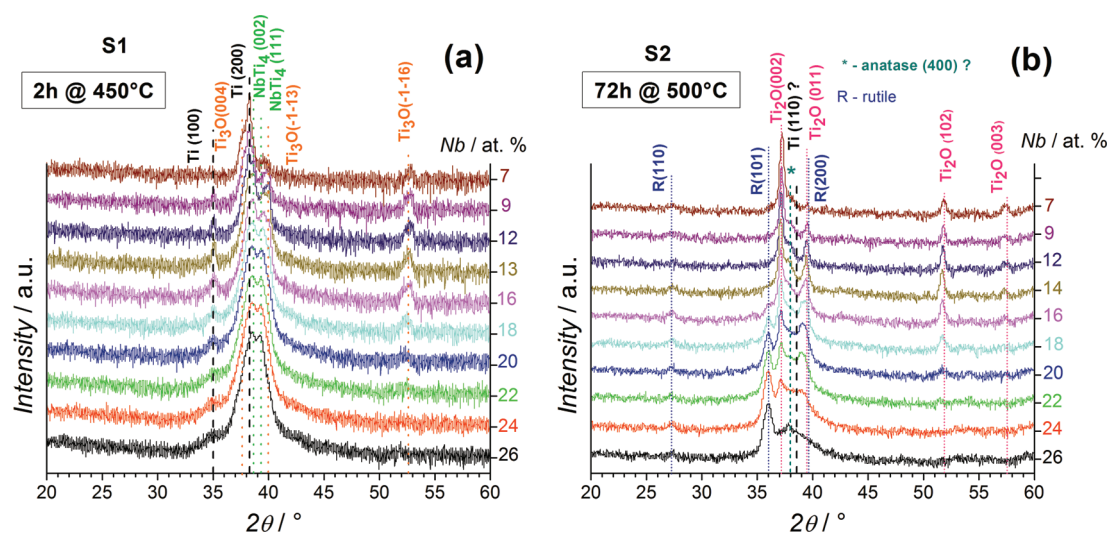 S1
(a)
2h @ 450°C
Ti (100)
Ti₃O(004)
Ti (200)
NbTi₄ (002)
NbTi₄ (111)
Ti₃O(-1-13)
Ti₃O(-1-16)
Nb / at. %
7
9
12
13
16
18
20
22
24
26
Intensity / a.u.
20 25 30 35 40 45 50 55 60
2θ / °
S2
(b)
72h @ 500°C
* - anatase (400) ?
R - rutile
R(110)
R(101)
Ti₂O(002)
*
Ti (110) ?
Ti₂O (011)
R(200)
Ti₂O (102)
Ti₂O (003)
Nb / at. %
7
9
12
14
16
18
20
22
24
26
Intensity / a.u.
20 25 30 35 40 45 50 55 60
2θ / °